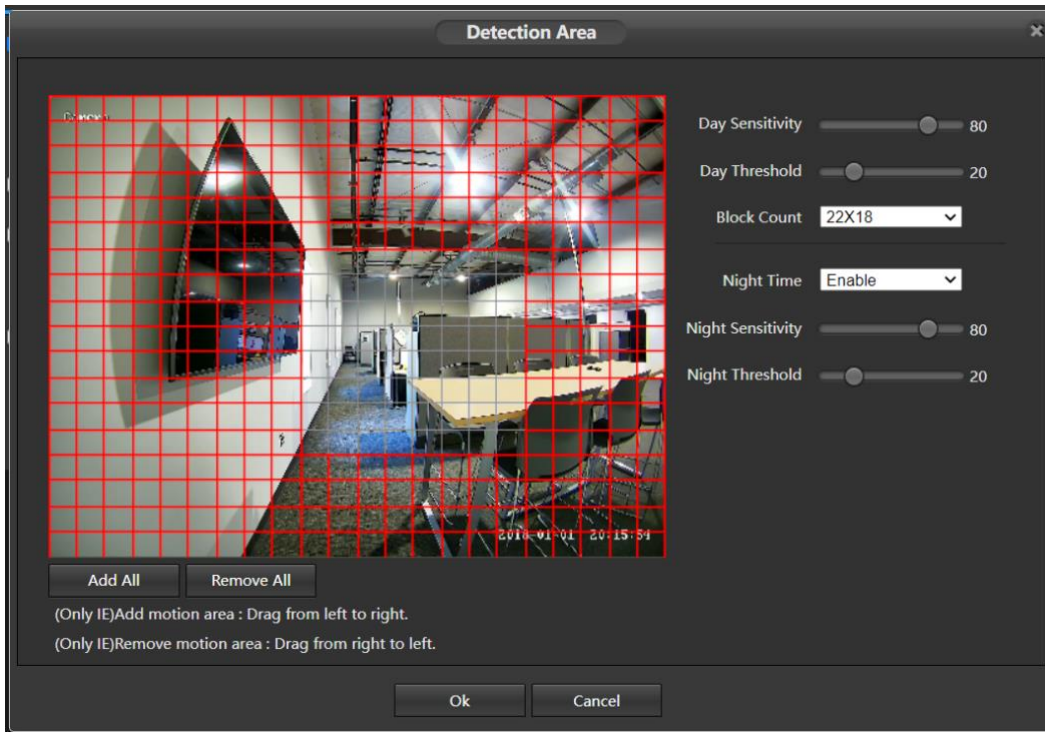 Detection Area
Camera
Day Sensitivity 80
Day Threshold 20
Block Count 22X18
Night Time Enable
Night Sensitivity 80
Night Threshold 20
2018-01-01 20:15:54
Add All Remove All
(Only IE)Add motion area : Drag from left to right.
(Only IE)Remove motion area : Drag from right to left.
Ok Cancel